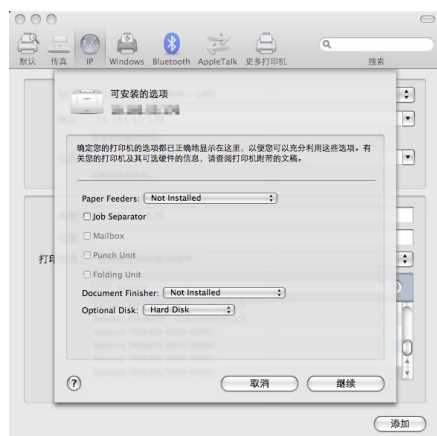 默认
传真
IP
Windows
Bluetooth
AppleTalk
更多打印机
搜索
可安装的选项
确定您的打印机的选项都已正确地显示在这里，以便您可以充分利用这些选项。有
关您的打印机及其可选硬件的信息，请查阅打印机附带的文稿。
Paper Feeders: Not Installed
Job Separator
Mailbox
Punch Unit
Folding Unit
Document Finisher: Not Installed
Optional Disk: Hard Disk
?
取消
继续
添加